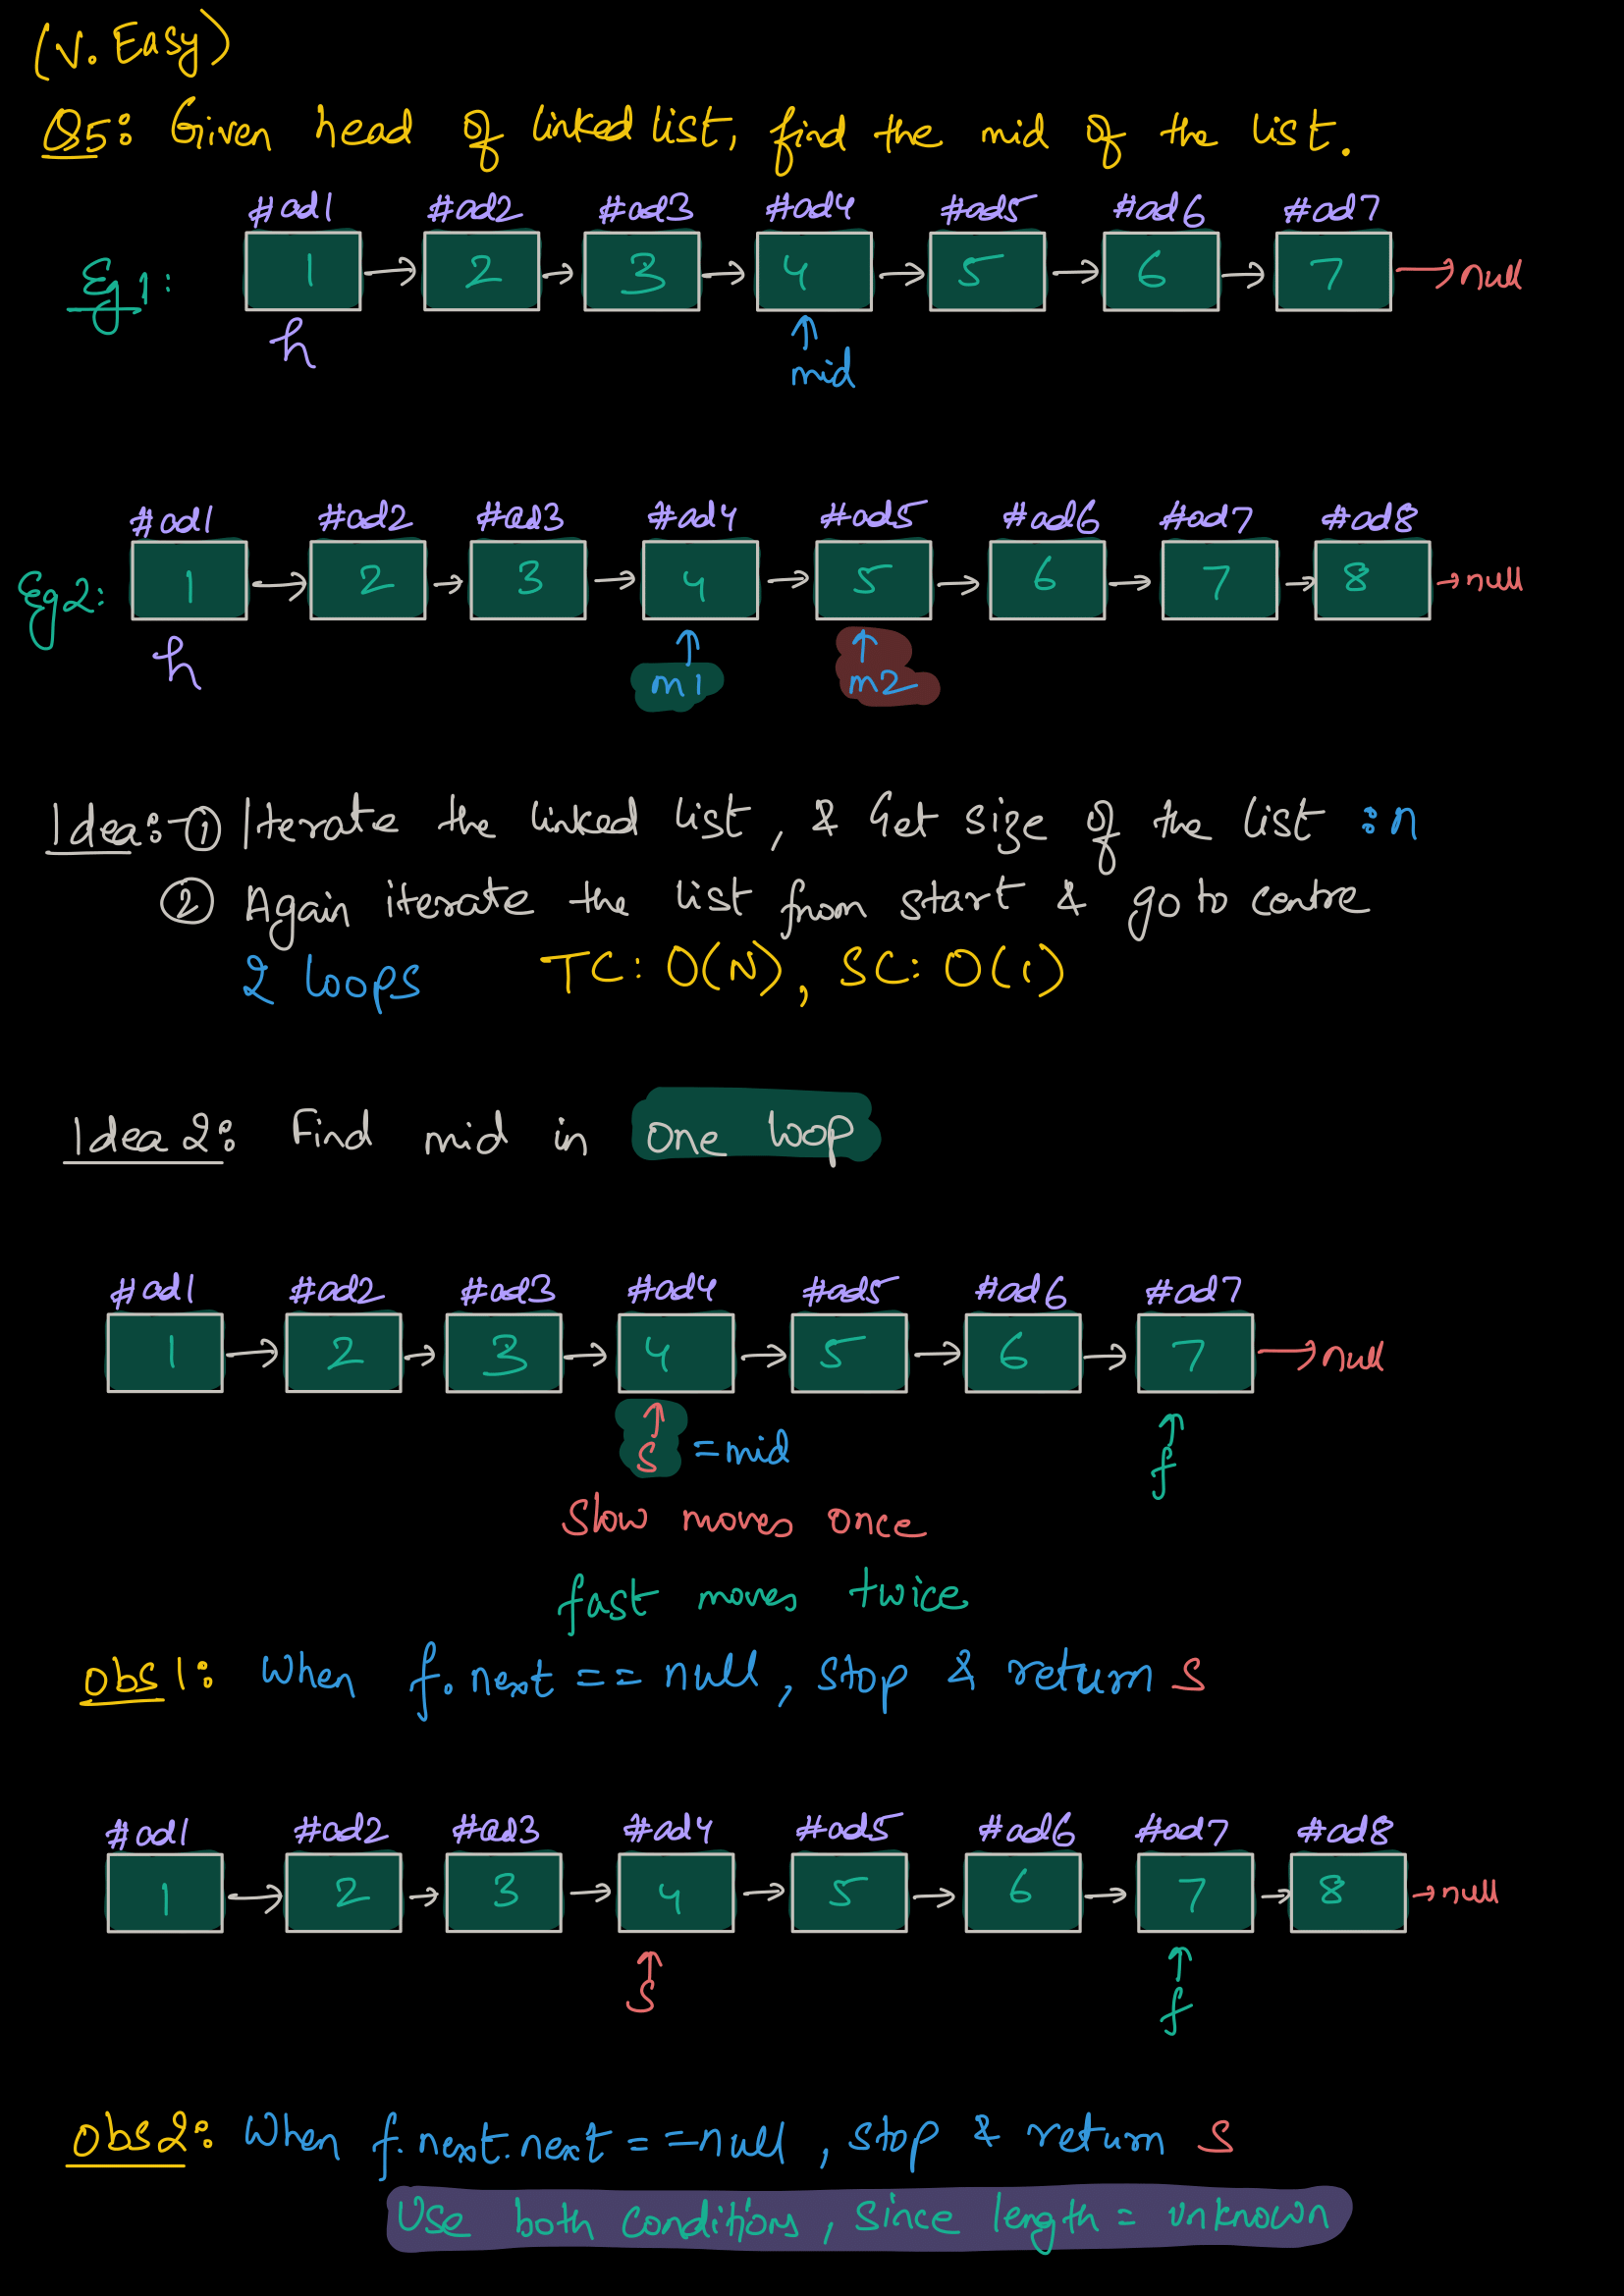 (V. Easy)
Q5: Given head of linked list, find the mid of the list.
#ad1 #ad2 #ad3 #ad4 #ad5 #ad6 #ad7
Eg1: 1 → 2 → 3 → 4 → 5 → 6 → 7 → null
h ↑
mid
#ad1 #ad2 #ad3 #ad4 #ad5 #ad6 #ad7 #ad8
Eg2: 1 → 2 → 3 → 4 → 5 → 6 → 7 → 8 → null
h ↑ ↑
m1 m2
Idea:- ① Iterate the linked list, & Get size of the list : n
② Again iterate the list from start & go to centre
2 loops TC: O(N), SC: O(1)
Idea 2: Find mid in one loop
#ad1 #ad2 #ad3 #ad4 #ad5 #ad6 #ad7
1 → 2 → 3 → 4 → 5 → 6 → 7 → null
↑ ↑
s = mid f
Slow moves once
fast moves twice
obs1: When f.next == null, stop & return s
#ad1 #ad2 #ad3 #ad4 #ad5 #ad6 #ad7 #ad8
1 → 2 → 3 → 4 → 5 → 6 → 7 → 8 → null
↑ ↑
s f
obs2: When f.next.next == null, stop & return s
Use both conditions, since length = unknown